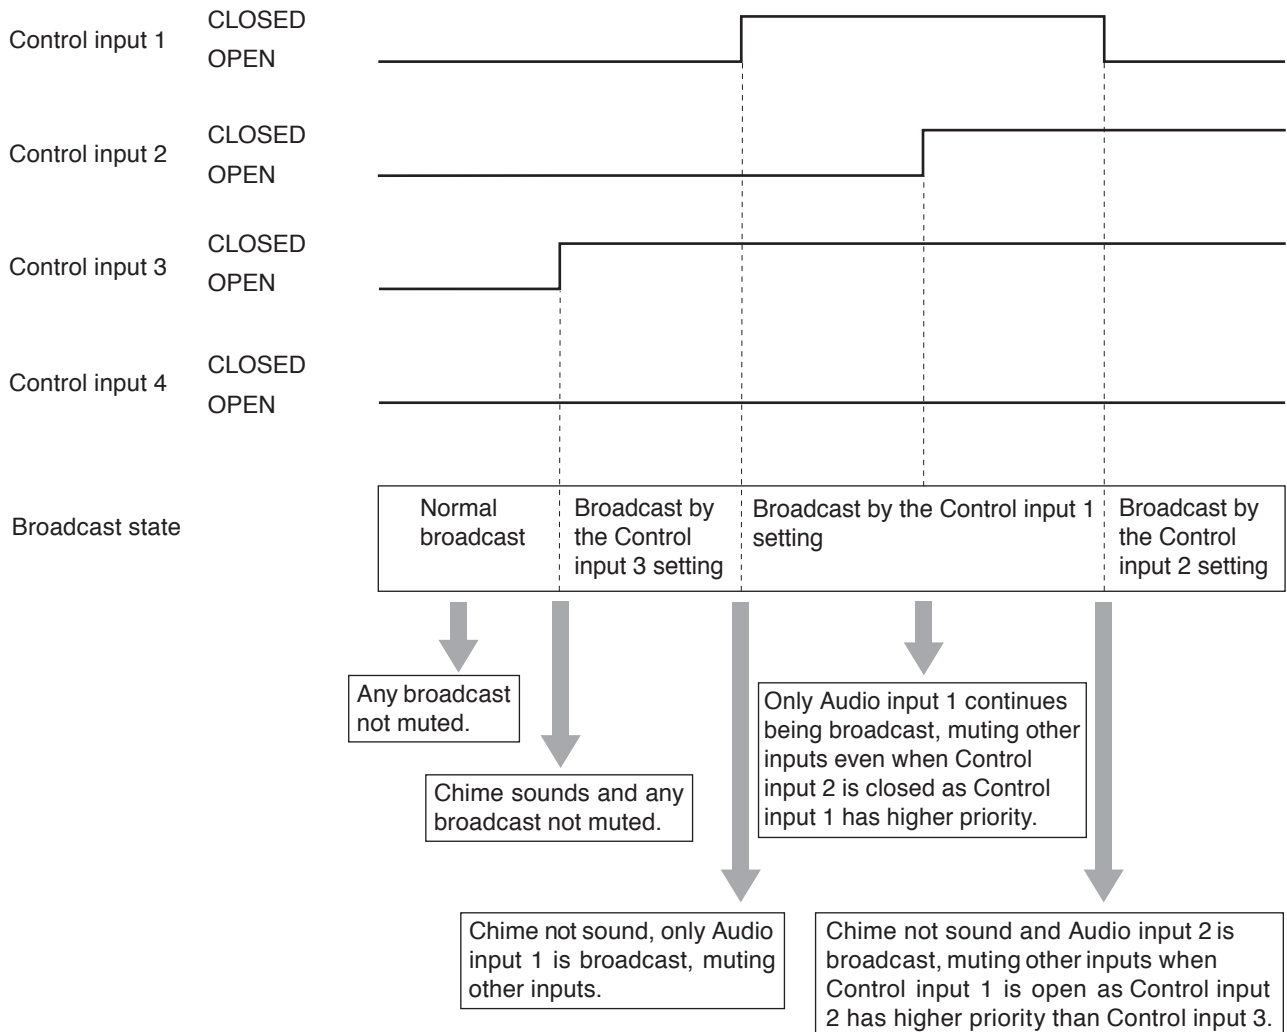 CLOSED
Control input 1
OPEN
CLOSED
Control input 2
OPEN
CLOSED
Control input 3
OPEN
CLOSED
Control input 4
OPEN
Broadcast state
Normal
broadcast
Broadcast by
the Control
input 3 setting
Broadcast by the Control input 1
setting
Broadcast by
the Control
input 2 setting
Any broadcast
not muted.
Chime sounds and any
broadcast not muted.
Only Audio input 1 continues
being broadcast, muting other
inputs even when Control
input 2 is closed as Control
input 1 has higher priority.
Chime not sound, only Audio
input 1 is broadcast, muting
other inputs.
Chime not sound and Audio input 2 is
broadcast, muting other inputs when
Control input 1 is open as Control input
2 has higher priority than Control input 3.